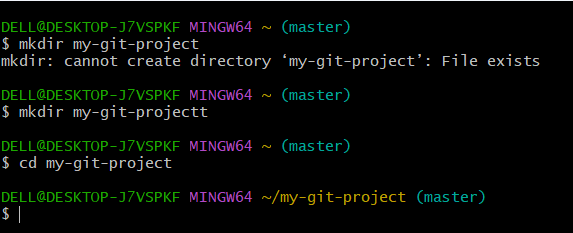 DELL@DESKTOP-J7VSPKF MINGW64 ~ (master)
$ mkdir my-git-project
mkdir: cannot create directory ‘my-git-project’: File exists
DELL@DESKTOP-J7VSPKF MINGW64 ~ (master)
$ mkdir my-git-projectt
DELL@DESKTOP-J7VSPKF MINGW64 ~ (master)
$ cd my-git-project
DELL@DESKTOP-J7VSPKF MINGW64 ~/my-git-project (master)
$